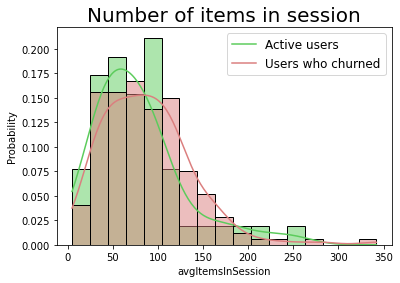 Number of items in session
Active users
Users who churned
Probability
0.200
0.175
0.150
0.125
0.100
0.075
0.050
0.025
0.000
0 50 100 150 200 250 300 350
avgItemsInSession